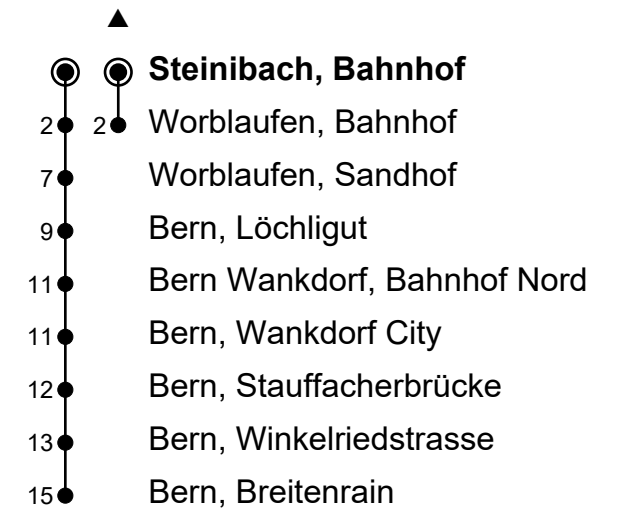 ▲
Steinibach, Bahnhof
2 2 Worblaufen, Bahnhof
7 Worblaufen, Sandhof
9 Bern, Löchligut
11 Bern Wankdorf, Bahnhof Nord
11 Bern, Wankdorf City
12 Bern, Stauffacherbrücke
13 Bern, Winkelriedstrasse
15 Bern, Breitenrain